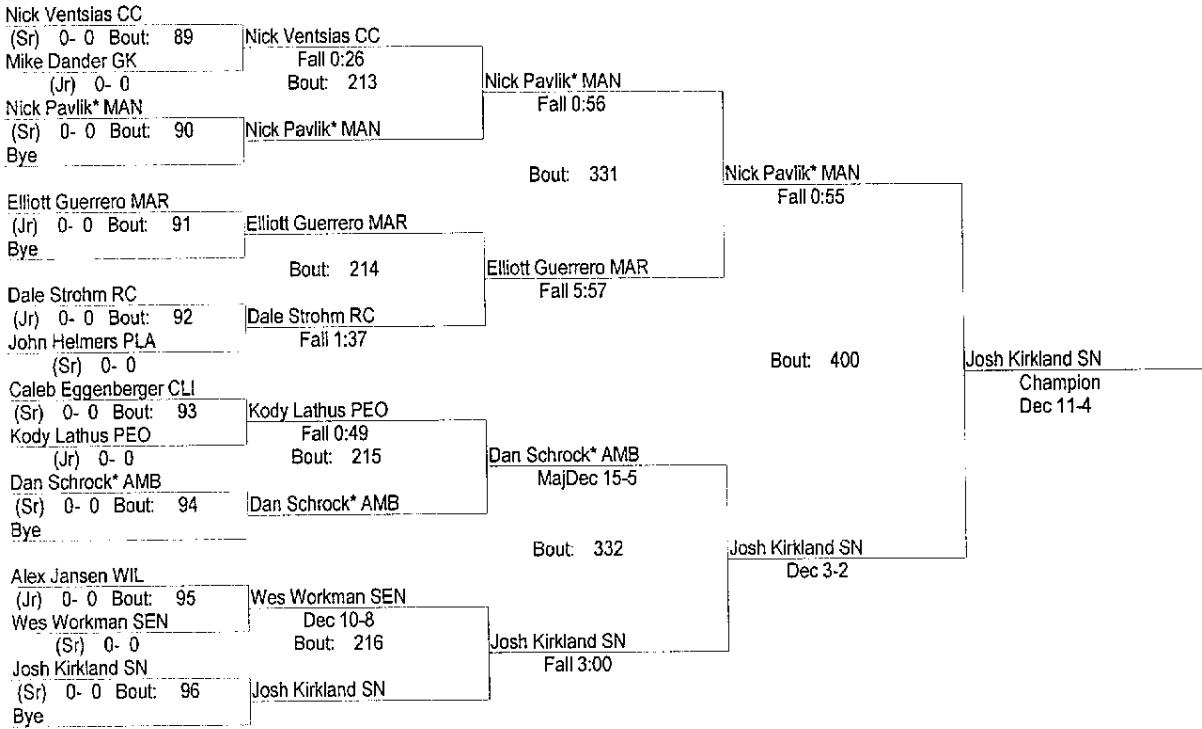 Nick Ventsias CC
(Sr) 0- 0 Bout: 89
Mike Dander GK
(Jr) 0- 0
Nick Pavlik* MAN
(Sr) 0- 0 Bout: 90
Bye
Elliott Guerrero MAR
(Jr) 0- 0 Bout: 91
Bye
Dale Strohm RC
(Jr) 0- 0 Bout: 92
John Helmers PLA
(Sr) 0- 0
Caleb Eggenberger CLI
(Sr) 0- 0 Bout: 93
Kody Lathus PEO
(Jr) 0- 0
Dan Schrock* AMB
(Sr) 0- 0 Bout: 94
Bye
Alex Jansen WIL
(Jr) 0- 0 Bout: 95
Wes Workman SEN
(Sr) 0- 0
Josh Kirkland SN
(Sr) 0- 0 Bout: 96
Bye
Nick Ventsias CC
Fall 0:26
Bout: 213
Nick Pavlik* MAN
Elliott Guerrero MAR
Bout: 214
Dale Strohm RC
Fall 1:37
Kody Lathus PEO
Fall 0:49
Bout: 215
Dan Schrock* AMB
Wes Workman SEN
Dec 10-8
Bout: 216
Josh Kirkland SN
Nick Pavlik* MAN
Fall 0:56
Bout: 331
Elliott Guerrero MAR
Fall 5:57
Dan Schrock* AMB
MajDec 15-5
Bout: 332
Josh Kirkland SN
Fall 3:00
Nick Pavlik* MAN
Fall 0:55
Bout: 400
Josh Kirkland SN
Dec 3-2
Josh Kirkland SN
Champion
Dec 11-4